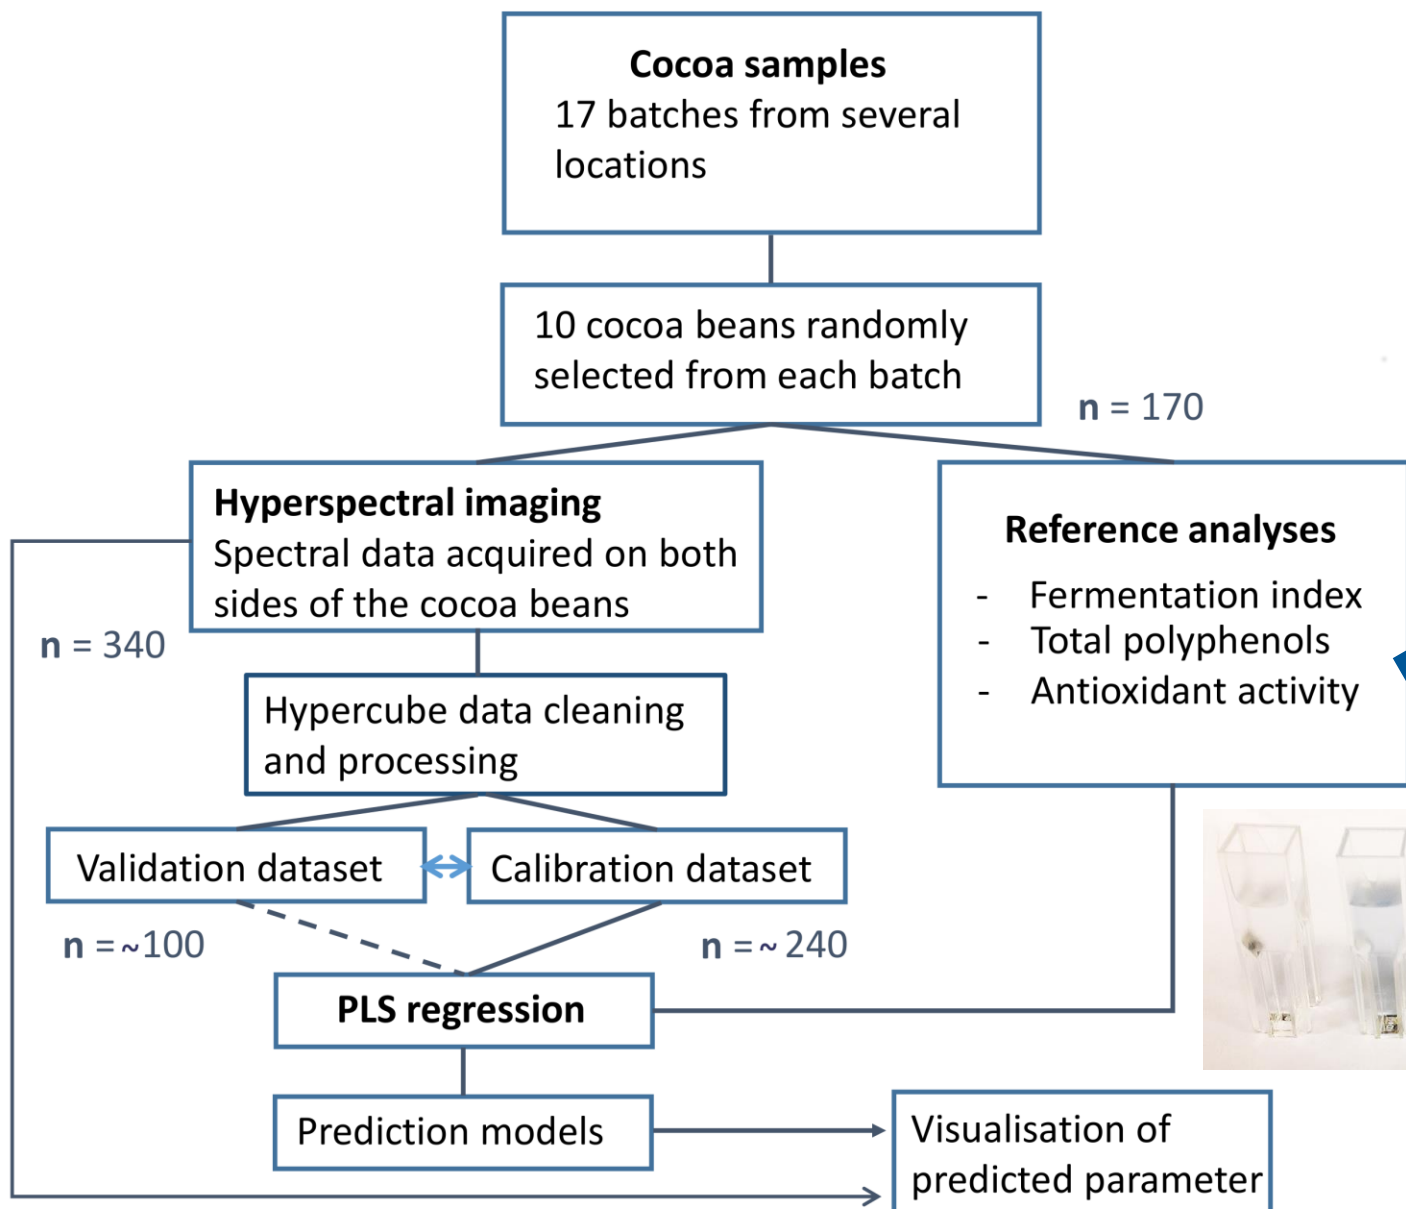 Cocoa samples
17 batches from several
locations
10 cocoa beans randomly
selected from each batch
n = 170
Hyperspectral imaging
Spectral data acquired on both
sides of the cocoa beans
Reference analyses
- Fermentation index
- Total polyphenols
- Antioxidant activity
n = 340
Hypercube data cleaning
and processing
Validation dataset
Calibration dataset
n = ~100
n = ~ 240
PLS regression
Prediction models
Visualisation of
predicted parameter